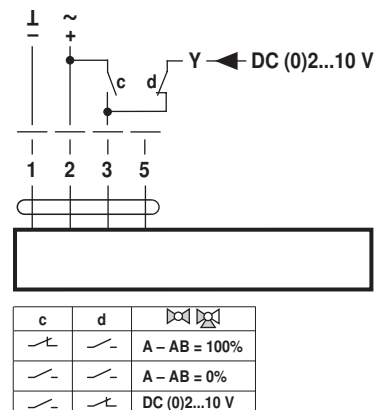 ⊥ ~
– +
c d Y DC (0)2...10 V
1 2 3 5
c d
A – AB = 100%
A – AB = 0%
DC (0)2...10 V